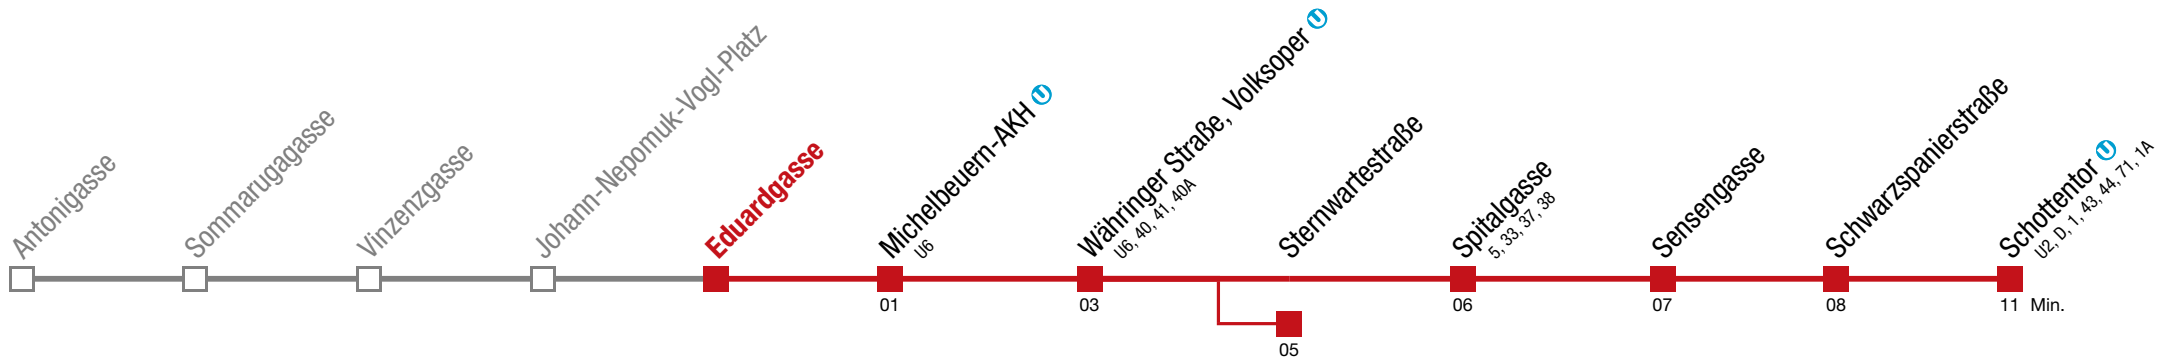 Antonigasse
Sommarugagasse
Vinzenzgasse
Johann-Nepomuk-Vogl-Platz
Eduardgasse
Michelbeuern-AKH U
U6
01
Währinger Straße, Volksoper U
U6, 40, 41, 40A
03
Sternwartestraße
05
Spitalgasse
5, 33, 37, 38
06
Sensengasse
07
Schwarzspanierstraße
08
Schottentor U
U2, D, 1, 43, 44, 71, 1A
11 Min.